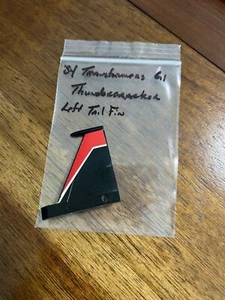 84 Transformers G1
Thundercracker
Left Tail Fin